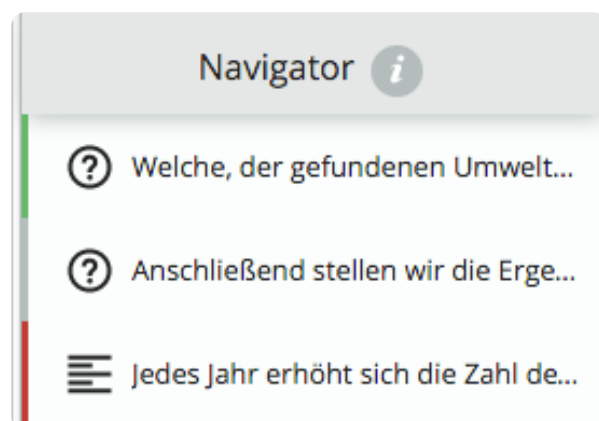 Navigator i
Welche, der gefundenen Umwelt...
Anschließend stellen wir die Erge...
Jedes Jahr erhöht sich die Zahl de...